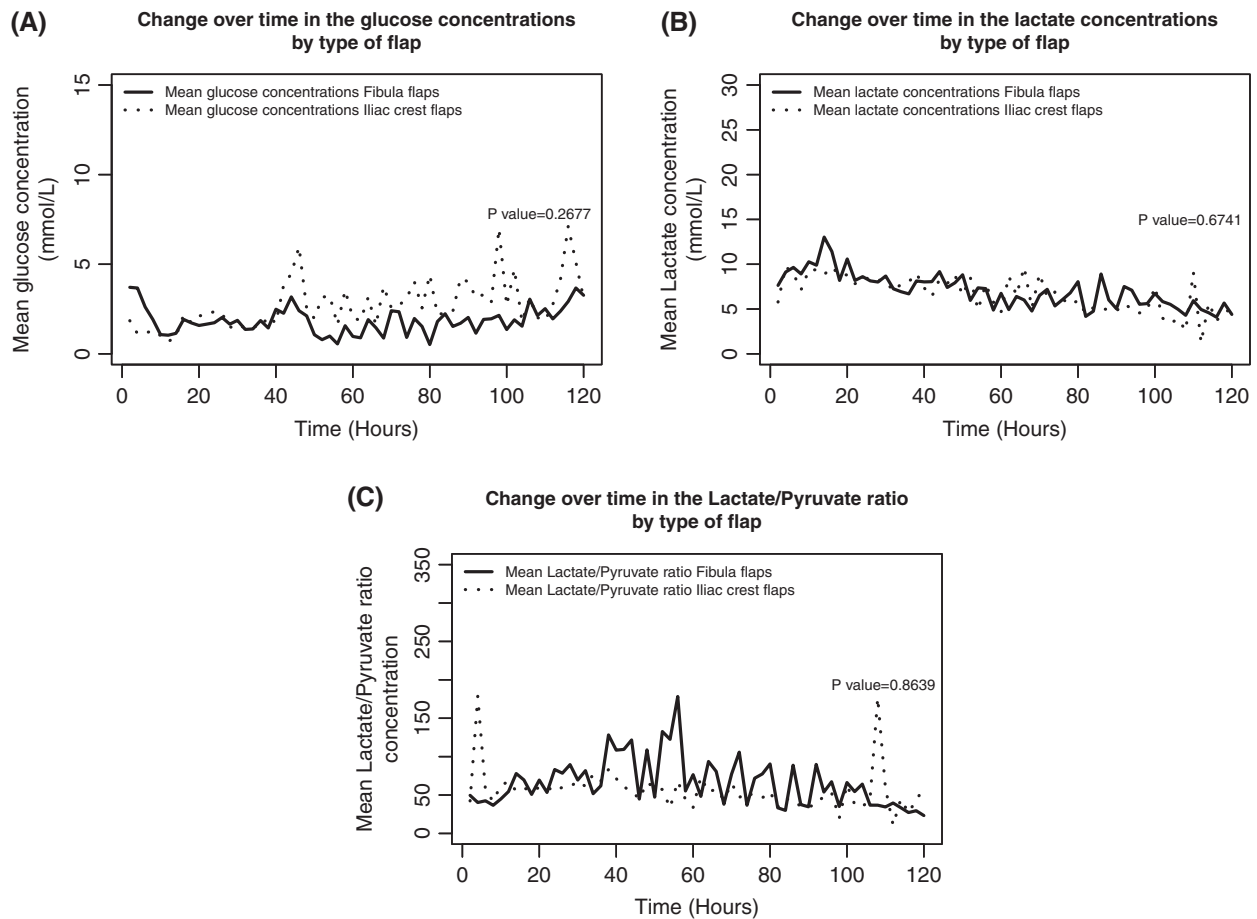 (A)
Change over time in the glucose concentrations
by type of flap
Mean glucose concentration
(mmol/L)
15
10
5
0
Mean glucose concentrations Fibula flaps
Mean glucose concentrations Iliac crest flaps
P value=0.2677
0 20 40 60 80 100 120
Time (Hours)
(B)
Change over time in the lactate concentrations
by type of flap
Mean Lactate concentration
(mmol/L)
30
25
20
15
10
5
0
Mean lactate concentrations Fibula flaps
Mean lactate concentrations Iliac crest flaps
P value=0.6741
0 20 40 60 80 100 120
Time (Hours)
(C)
Change over time in the Lactate/Pyruvate ratio
by type of flap
Mean Lactate/Pyruvate ratio
concentration
350
250
150
50
0
Mean Lactate/Pyruvate ratio Fibula flaps
Mean Lactate/Pyruvate ratio Iliac crest flaps
P value=0.8639
0 20 40 60 80 100 120
Time (Hours)